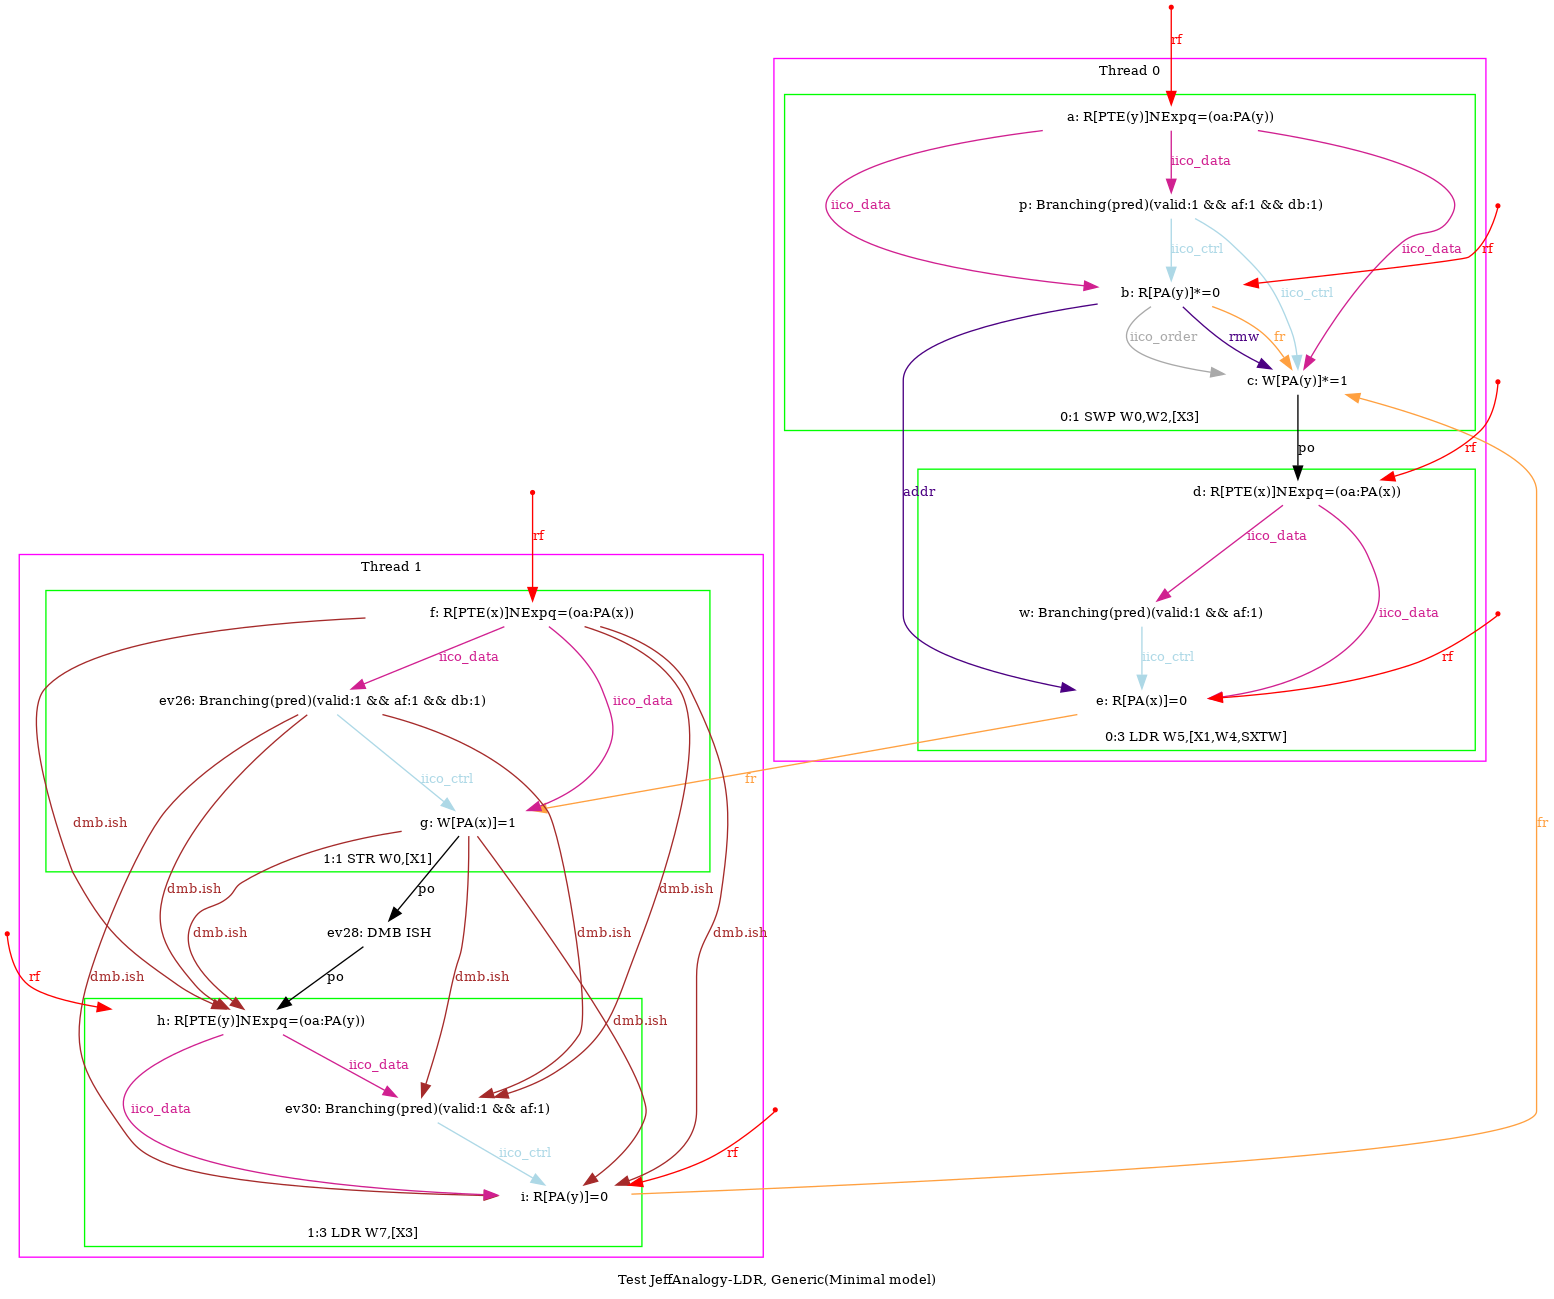 rf
Thread 0
a: R[PTE(y)]NExpq=(oa:PA(y))
iico_data
p: Branching(pred)(valid:1 && af:1 && db:1)
iico_data
iico_ctrl
iico_data
rf
iico_ctrl
b: R[PA(y)]*=0
iico_order
rmw
fr
c: W[PA(y)]*=1
0:1 SWP W0,W2,[X3]
po
rf
addr
d: R[PTE(x)]NExpq=(oa:PA(x))
rf
iico_data
Thread 1
f: R[PTE(x)]NExpq=(oa:PA(x))
w: Branching(pred)(valid:1 && af:1)
iico_data
iico_data
iico_ctrl
rf
ev26: Branching(pred)(valid:1 && af:1 && db:1)
iico_data
e: R[PA(x)]=0
0:3 LDR W5,[X1,W4,SXTW]
iico_ctrl
fr
dmb.ish
g: W[PA(x)]=1
fr
1:1 STR W0,[X1]
dmb.ish
po
dmb.ish
dmb.ish
ev28: DMB ISH
dmb.ish
dmb.ish
rf
dmb.ish
po
dmb.ish
h: R[PTE(y)]NExpq=(oa:PA(y))
dmb.ish
iico_data
iico_data
ev30: Branching(pred)(valid:1 && af:1)
iico_ctrl
rf
i: R[PA(y)]=0
1:3 LDR W7,[X3]
Test JeffAnalogy-LDR, Generic(Minimal model)